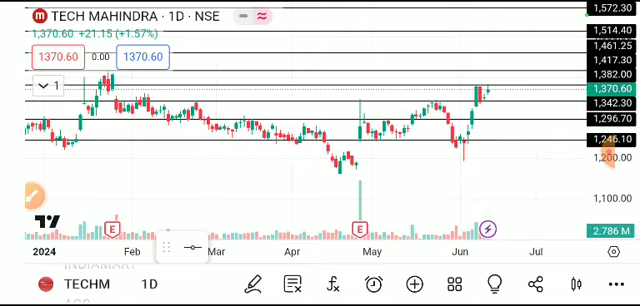 TECH MAHINDRA · 1D · NSE
1,370.60 +21.15 (+1.57%)
1370.60 0.00 1370.60
1
1,572.30
1,514.40
1,461.25
1,417.30
1,382.00
1,370.60
1,342.30
1,296.70
1,246.10
1,200.00
1,100.00
2.786 M
E E
2024 Feb Mar Apr May Jun Jul
INDIAMART
TECHM 1D